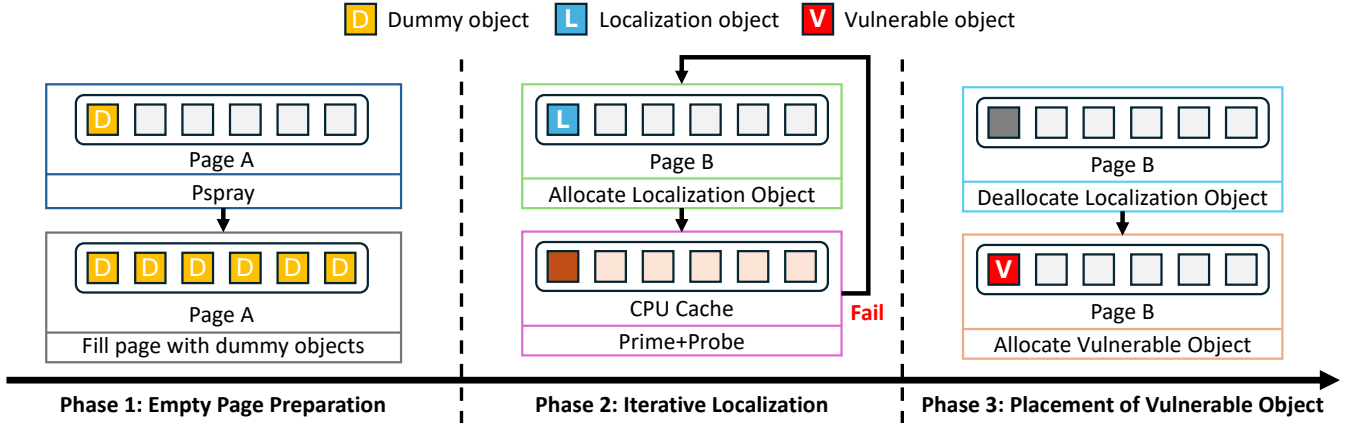 D Dummy object
L Localization object
V Vulnerable object
D
Page A
Pspray
D D D D D D
Page A
Fill page with dummy objects
Phase 1: Empty Page Preparation
L
Page B
Allocate Localization Object
CPU Cache
Prime+Probe
Fail
Phase 2: Iterative Localization
Page B
Deallocate Localization Object
V
Page B
Allocate Vulnerable Object
Phase 3: Placement of Vulnerable Object